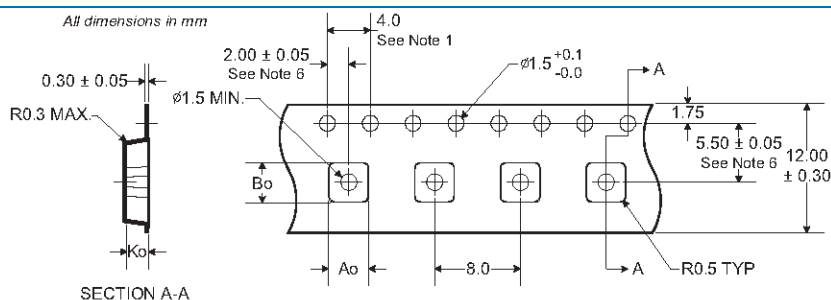 All dimensions in mm
4.0
See Note 1
2.00 ± 0.05
See Note 6
ø1.5 +0.1
-0.0
A
0.30 ± 0.05
ø1.5 MIN.
R0.3 MAX.
1.75
5.50 ± 0.05
See Note 6
12.00
± 0.30
Bo
Ko
Ao
8.0
A
R0.5 TYP
SECTION A-A